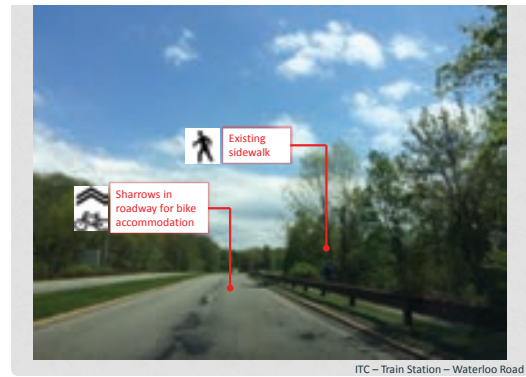 Existing
sidewalk
Sharrows in
roadway for bike
accommodation
ITC – Train Station – Waterloo Road